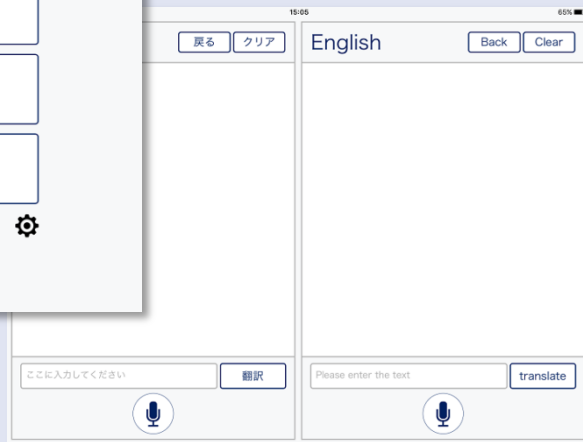 15:05
65%
戻る
クリア
English
Back
Clear
ここに入力してください
翻訳
Please enter the text
translate